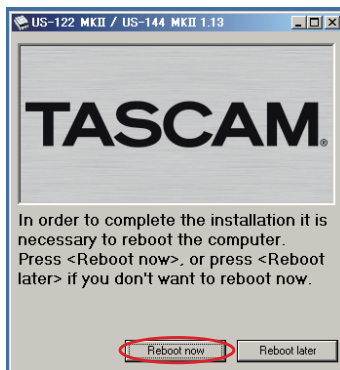 US-122 MKII / US-144 MKII 1.13
TASCAM®
In order to complete the installation it is
necessary to reboot the computer.
Press <Reboot now>, or press <Reboot
later> if you don't want to reboot now.
Reboot now
Reboot later